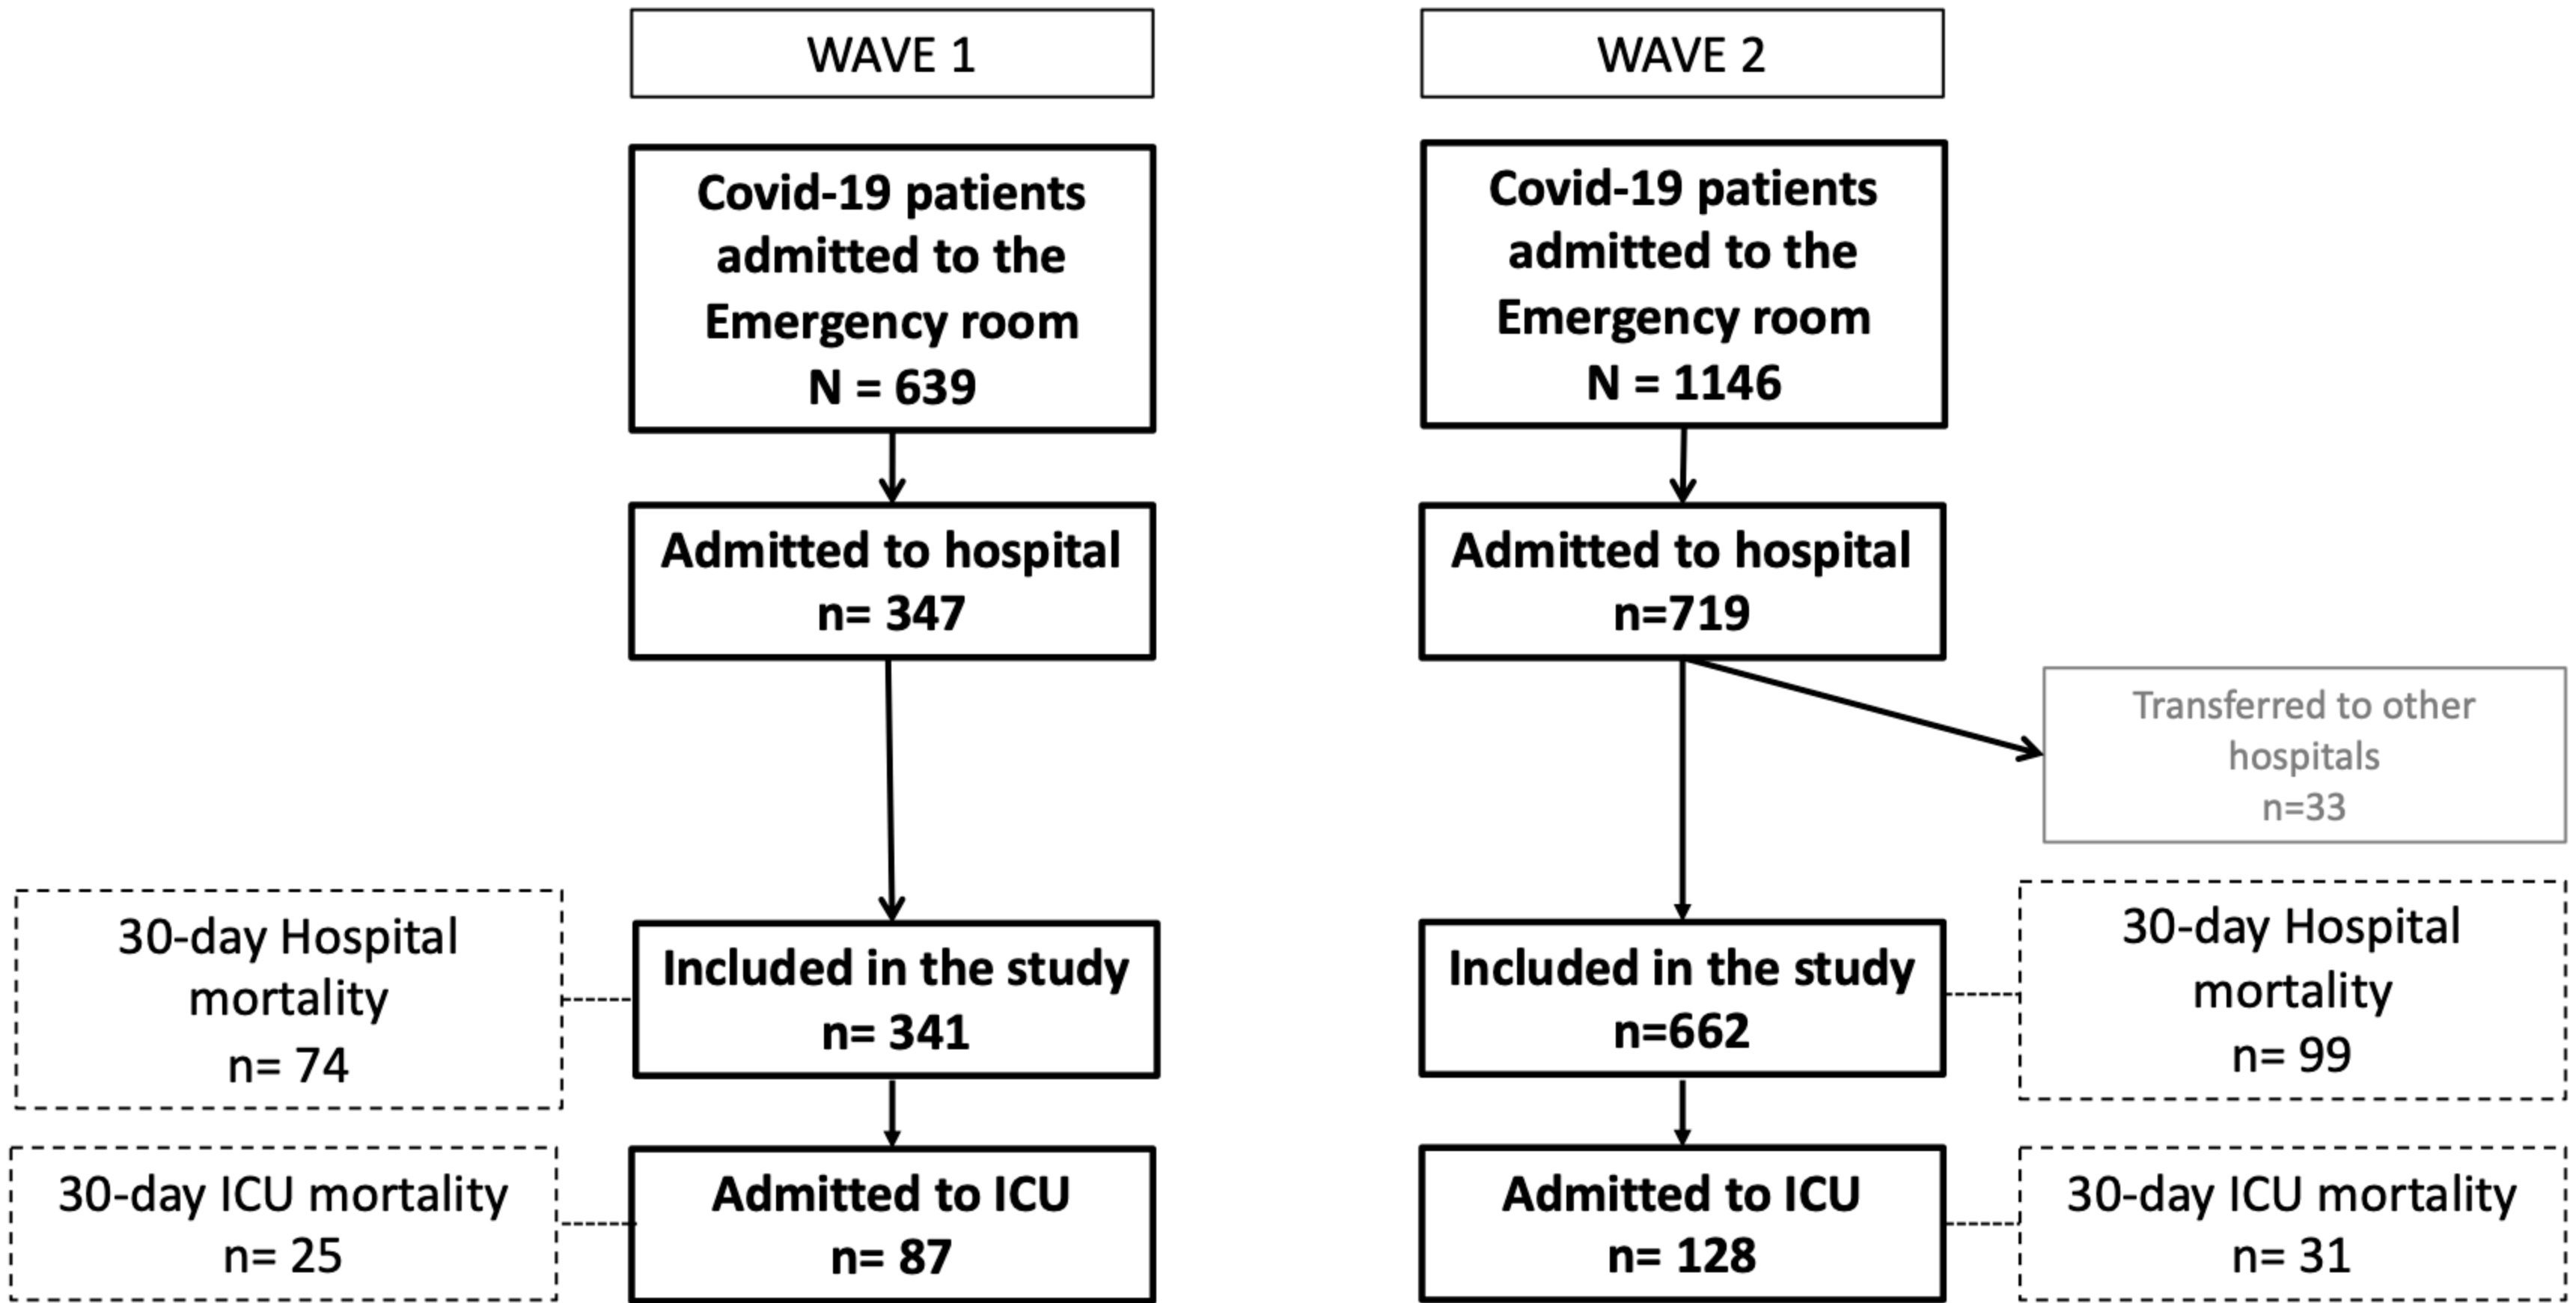 WAVE 1
Covid-19 patients
admitted to the
Emergency room
N = 639
Admitted to hospital
n= 347
30-day Hospital
mortality
n= 74
Included in the study
n= 341
30-day ICU mortality
n= 25
Admitted to ICU
n= 87
WAVE 2
Covid-19 patients
admitted to the
Emergency room
N = 1146
Admitted to hospital
n=719
Transferred to other
hospitals
n=33
Included in the study
n=662
30-day Hospital
mortality
n= 99
Admitted to ICU
n= 128
30-day ICU mortality
n= 31